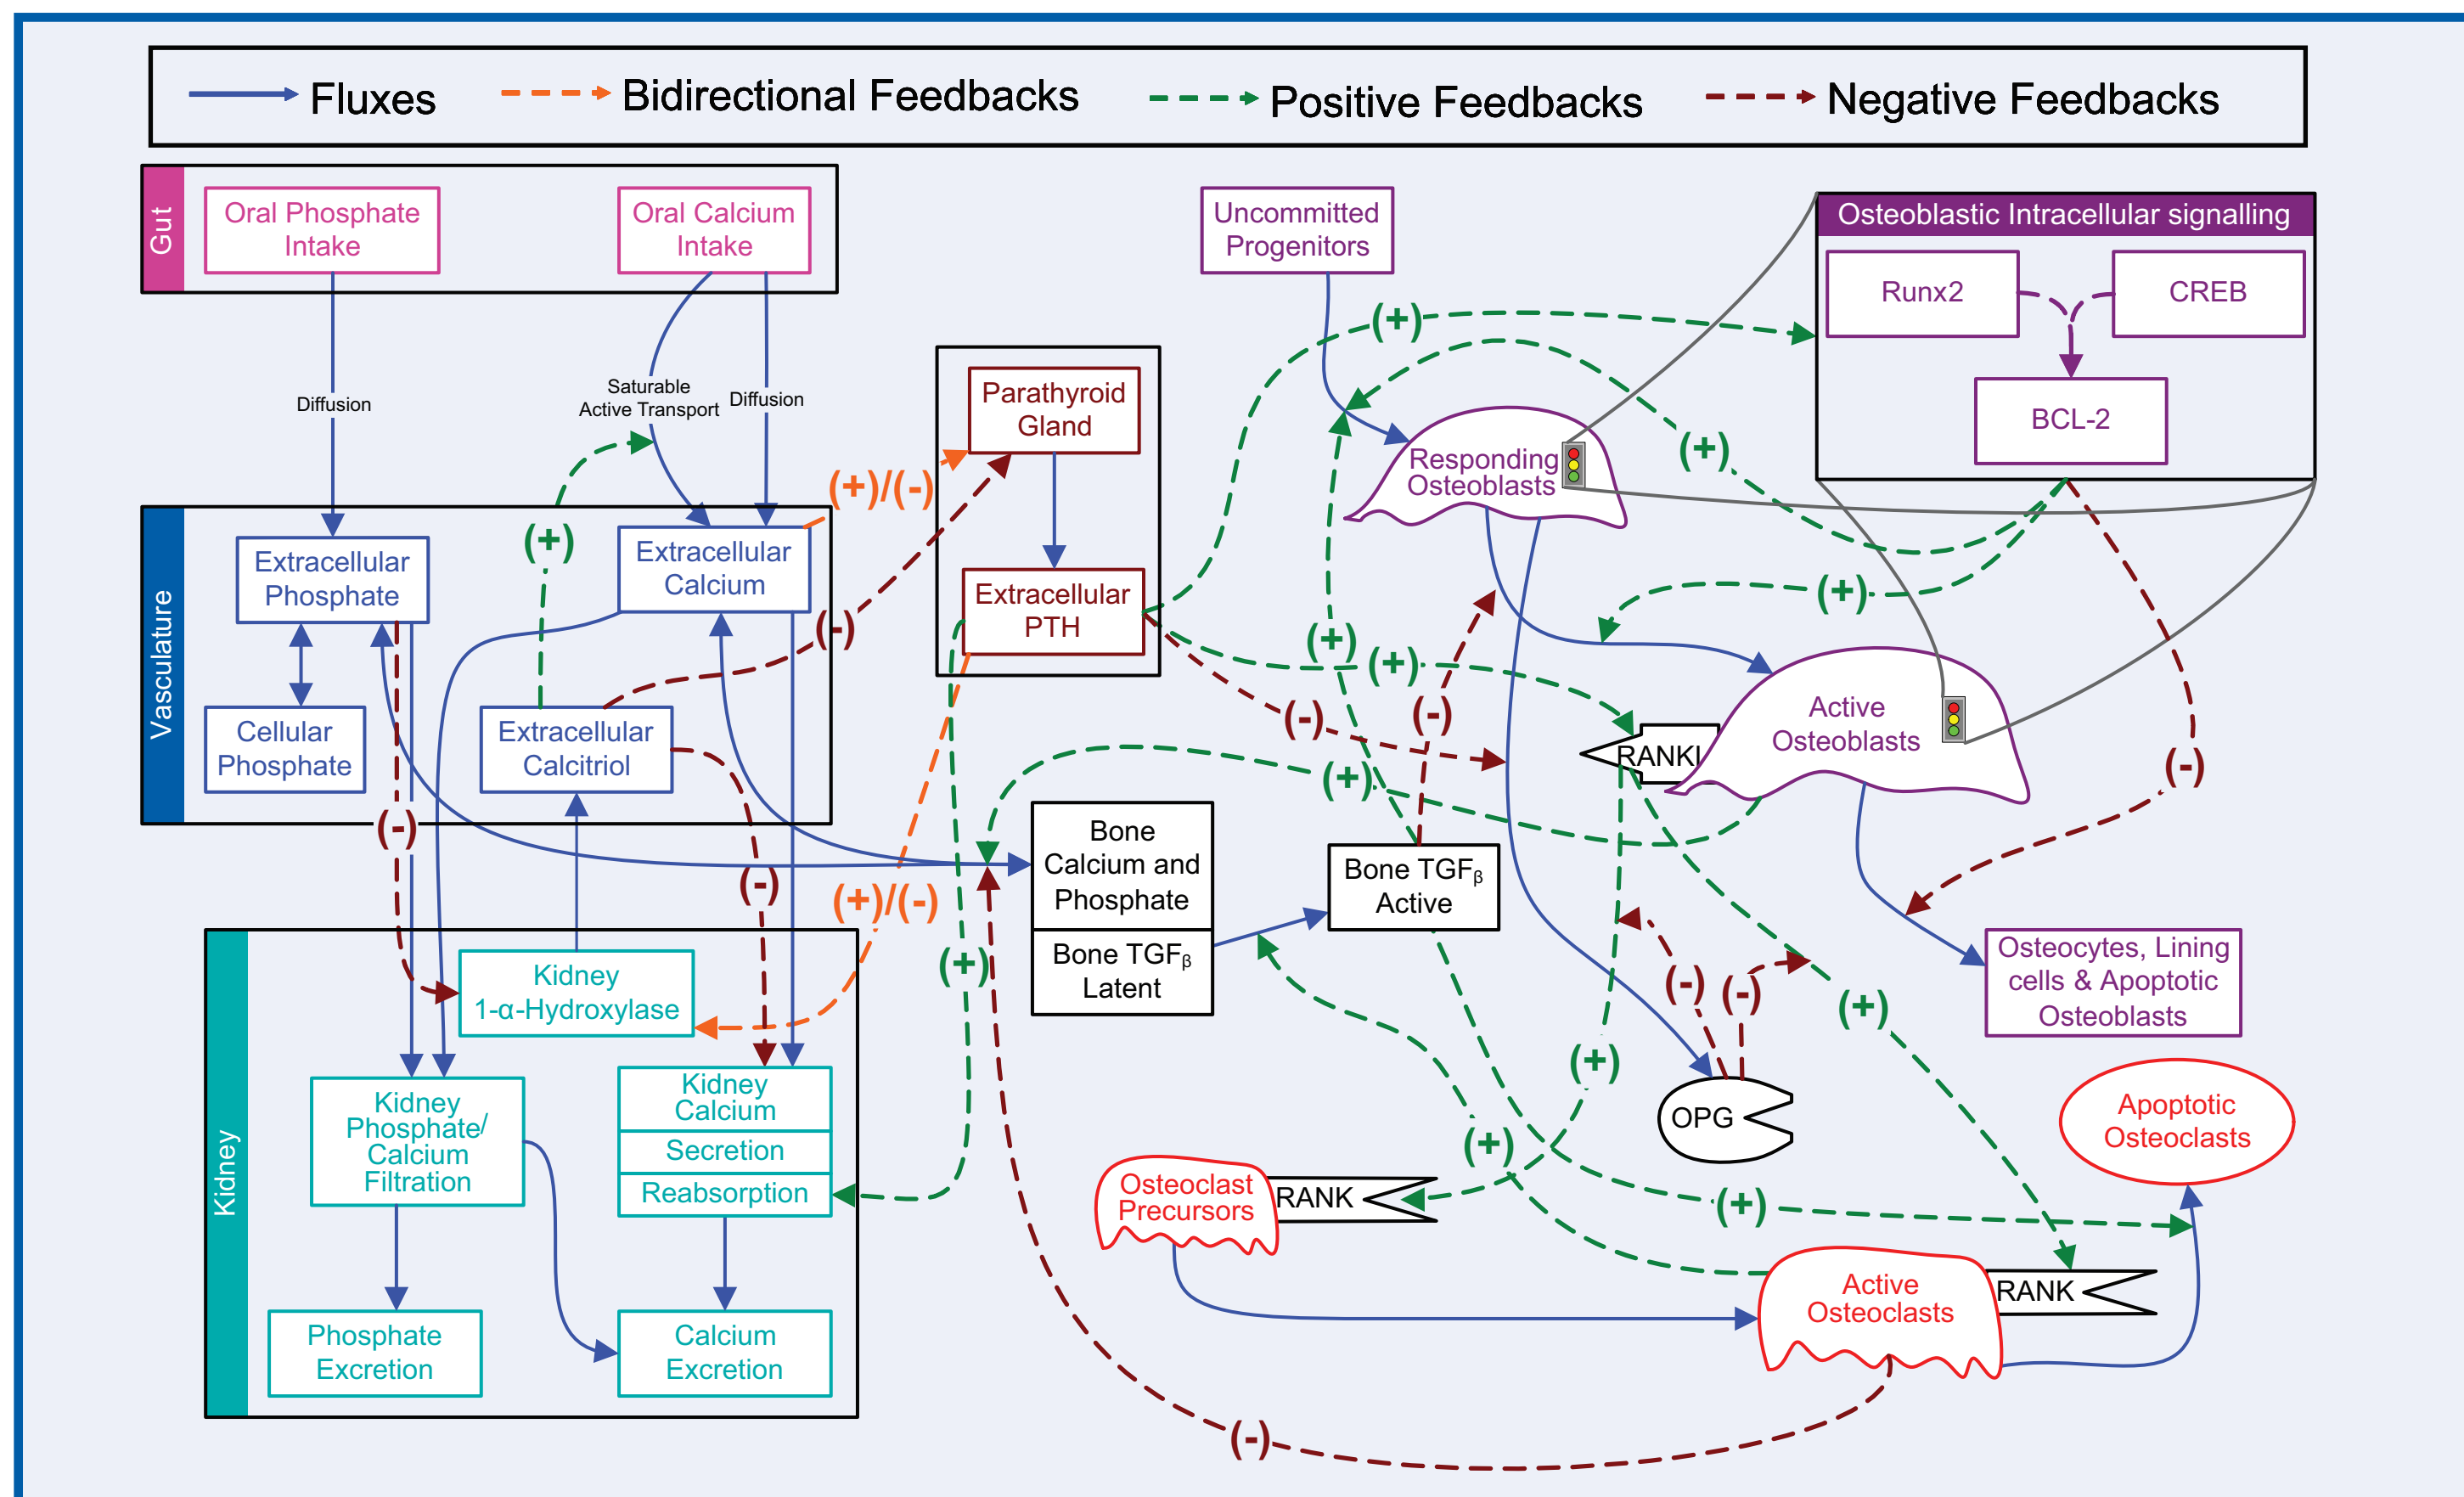 Fluxes
Bidirectional Feedbacks
Positive Feedbacks
Negative Feedbacks
Gut
Oral Phosphate
Intake
Oral Calcium
Intake
Diffusion
Saturable
Active Transport
Diffusion
(+)
(+)/(-)
Vasculature
Extracellular
Phosphate
Extracellular
Calcium
(-)
Cellular
Phosphate
Extracellular
Calcitriol
(-)
(-)
(+)/(-)
(+)
Parathyroid
Gland
Extracellular
PTH
Kidney
Kidney
1-α-Hydroxylase
Kidney
Phosphate/
Calcium
Filtration
Kidney
Calcium
Secretion
Reabsorption
Phosphate
Excretion
Calcium
Excretion
Uncommitted
Progenitors
(+)
Osteoblastic Intracellular signalling
Runx2
CREB
BCL-2
Responding
Osteoblasts
(+)
(+)
(+)
(+)
(-)
(-)
(+)
RANKL
Active
Osteoblasts
(-)
Bone
Calcium and
Phosphate
Bone TGFβ
Latent
Bone TGFβ
Active
Osteocytes, Lining
cells & Apoptotic
Osteoblasts
(-)
(-)
(+)
(+)
OPG
(+)
Apoptotic
Osteoclasts
Osteoclast
Precursors
RANK
(+)
Active
Osteoclasts
RANK
(-)